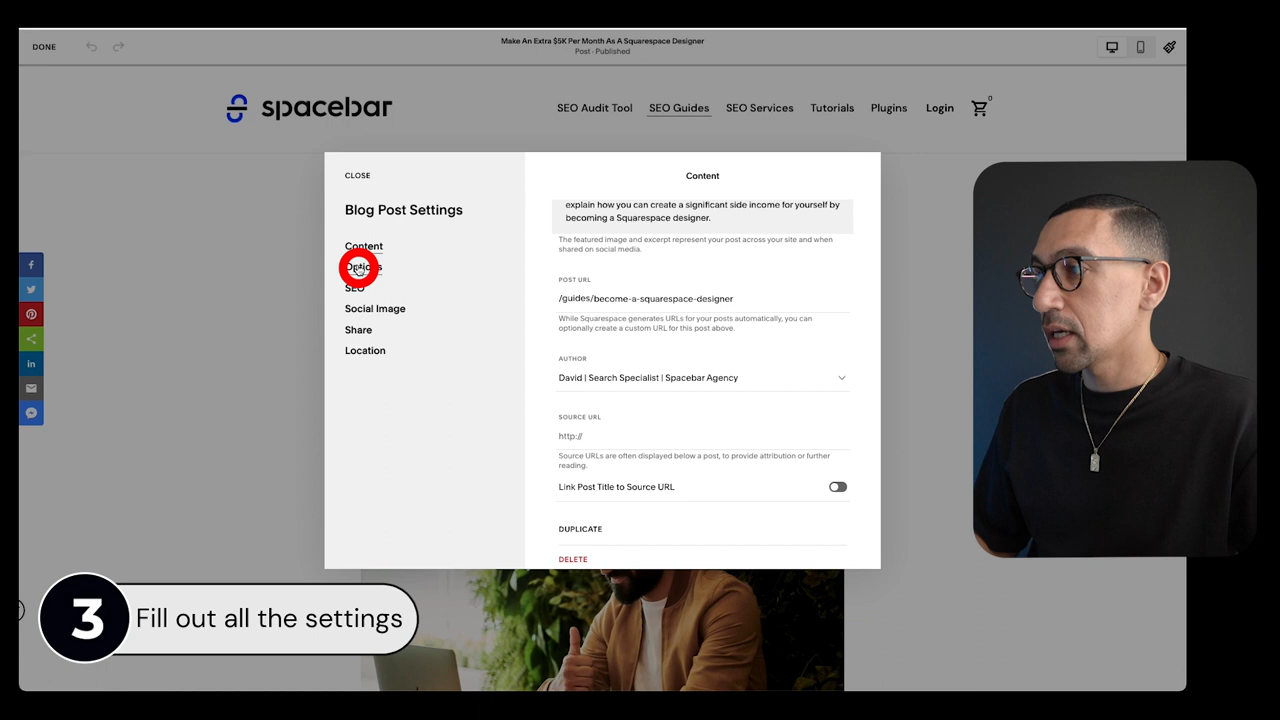 DONE
Make An Extra $5K Per Month As A Squarespace Designer
Post · Published
spacebar
SEO Audit Tool
SEO Guides
SEO Services
Tutorials
Plugins
Login
0
CLOSE
Blog Post Settings
Content
Options
SEO
Social Image
Share
Location
Content
explain how you can create a significant side income for yourself by
becoming a Squarespace designer.
The featured image and excerpt represent your post across your site and when
shared on social media.
POST URL
/guides/become-a-squarespace-designer
While Squarespace generates URLs for your posts automatically, you can
optionally create a custom URL for this post above.
AUTHOR
David | Search Specialist | Spacebar Agency
SOURCE URL
http://
Source URLs are often displayed below a post, to provide attribution or further
reading.
Link Post Title to Source URL
DUPLICATE
DELETE
3 Fill out all the settings